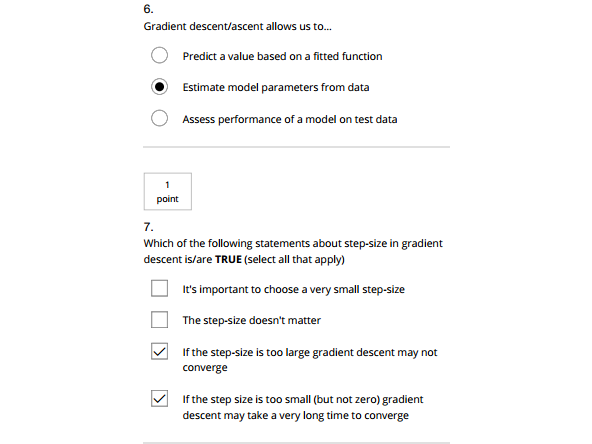 6.
Gradient descent/ascent allows us to...
Predict a value based on a fitted function
Estimate model parameters from data
Assess performance of a model on test data
1
point
7.
Which of the following statements about step-size in gradient
descent is/are TRUE (select all that apply)
It's important to choose a very small step-size
The step-size doesn't matter
If the step-size is too large gradient descent may not
converge
If the step size is too small (but not zero) gradient
descent may take a very long time to converge